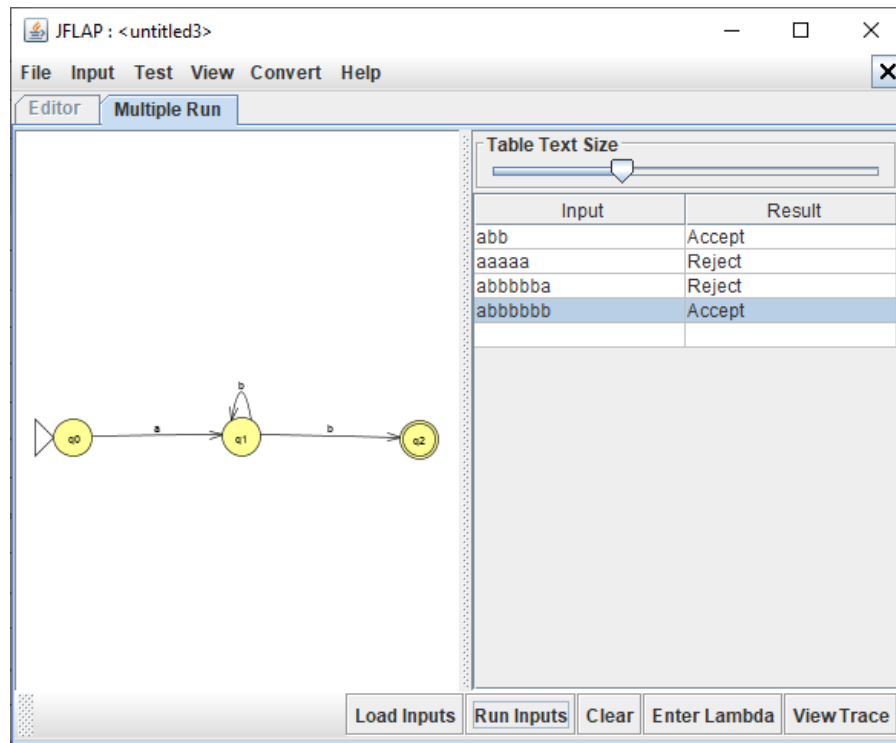 JFLAP : <untitled3>
File Input Test View Convert Help
Editor Multiple Run
Table Text Size
Input Result
abb Accept
aaaaa Reject
abbbbba Reject
abbbbbb Accept
b
q0 a q1 b q2
Load Inputs Run Inputs Clear Enter Lambda View Trace